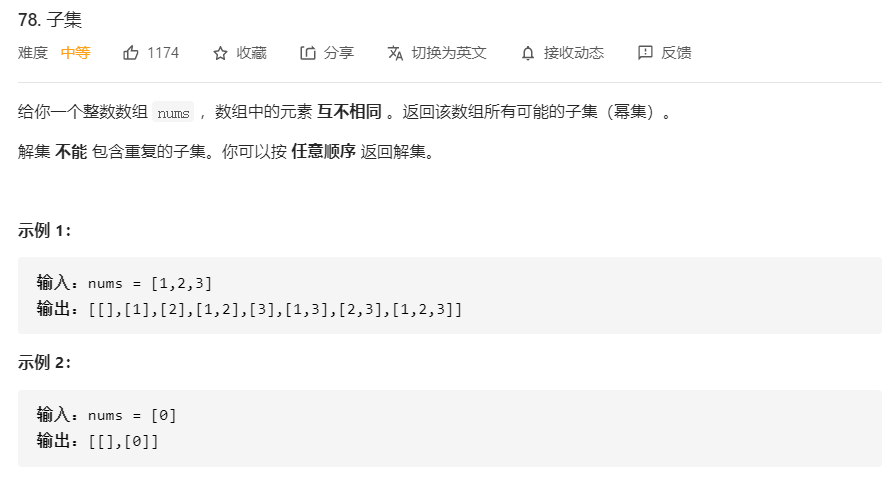 78. 子集
难度 中等 1174 收藏 分享 切换为英文 接收动态 反馈
给你一个整数数组 nums ，数组中的元素 互不相同 。返回该数组所有可能的子集（幂集）。
解集 不能 包含重复的子集。你可以按 任意顺序 返回解集。
示例 1：
输入：nums = [1,2,3]
输出：[[],[1],[2],[1,2],[3],[1,3],[2,3],[1,2,3]]
示例 2：
输入：nums = [0]
输出：[[],[0]]